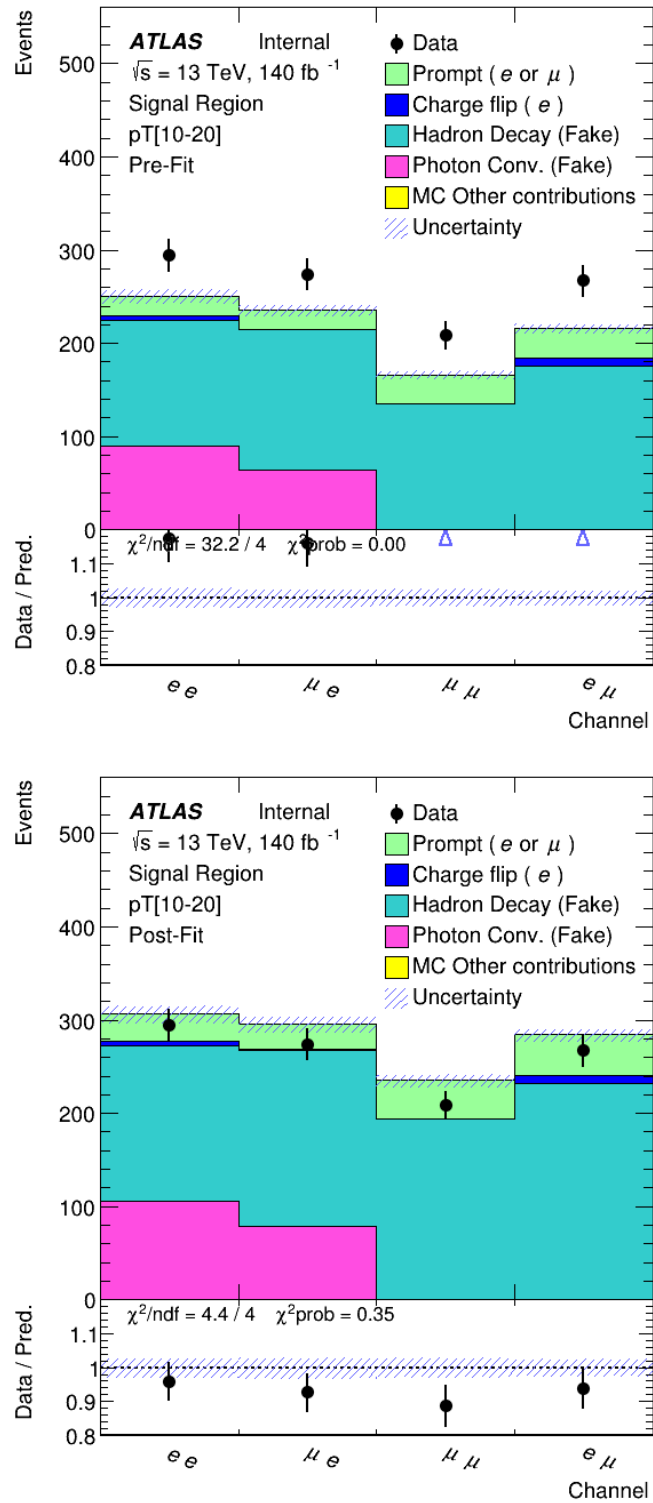 Events
500
400
300
200
100
0
ATLAS Internal
√s = 13 TeV, 140 fb⁻¹
Signal Region
pT[10-20]
Pre-Fit
Data
Prompt ( e or μ )
Charge flip ( e )
Hadron Decay (Fake)
Photon Conv. (Fake)
MC Other contributions
Uncertainty
χ²/ndf = 32.2 / 4 χ²prob = 0.00
Data / Pred.
1.1
1
0.9
0.8
e e
μ e
μ μ
e μ
Channel
Events
500
400
300
200
100
0
ATLAS Internal
√s = 13 TeV, 140 fb⁻¹
Signal Region
pT[10-20]
Post-Fit
Data
Prompt ( e or μ )
Charge flip ( e )
Hadron Decay (Fake)
Photon Conv. (Fake)
MC Other contributions
Uncertainty
χ²/ndf = 4.4 / 4 χ²prob = 0.35
Data / Pred.
1.1
1
0.9
0.8
e e
μ e
μ μ
e μ
Channel